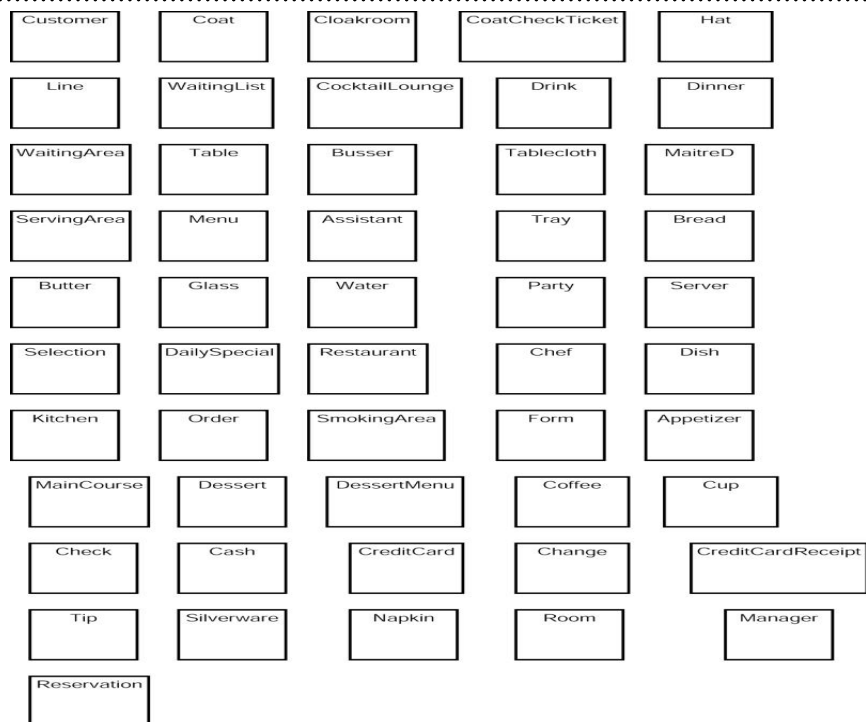 Customer Coat Cloakroom CoatCheckTicket Hat
Line WaitingList CocktailLounge Drink Dinner
WaitingArea Table Busser Tablecloth MaitreD
ServingArea Menu Assistant Tray Bread
Butter Glass Water Party Server
Selection DailySpecial Restaurant Chef Dish
Kitchen Order SmokingArea Form Appetizer
MainCourse Dessert DessertMenu Coffee Cup
Check Cash CreditCard Change CreditCardReceipt
Tip Silverware Napkin Room Manager
Reservation